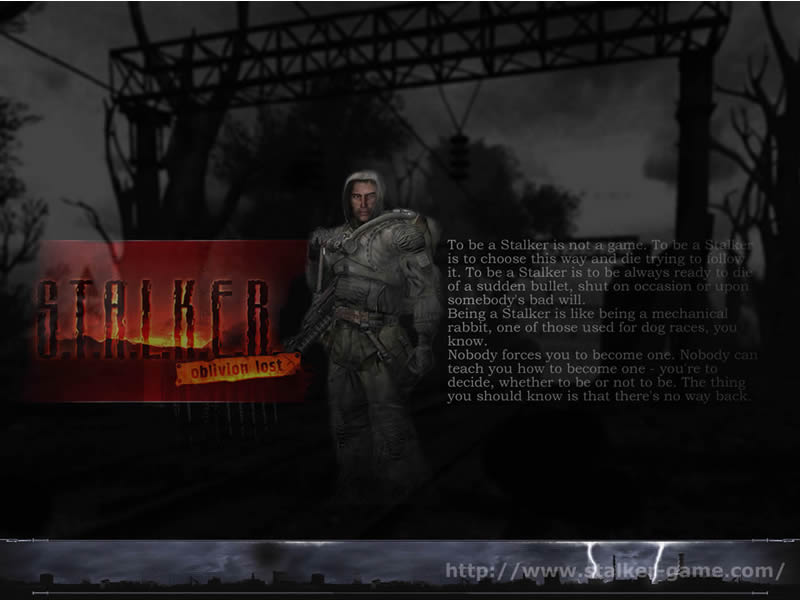 S.T.A.L.K.E.R
oblivion lost
To be a Stalker is not a game. To be a Stalker
is to choose this way and die trying to follow
it. To be a Stalker is to be always ready to die
of a sudden bullet, shut on occasion or upon
somebody's bad will.
Being a Stalker is like being a mechanical
rabbit, one of those used for dog races, you
know.
Nobody forces you to become one. Nobody can
teach you how to become one - you're to
decide, whether to be or not to be. The thing
you should know is that there's no way back.
http://www.stalker-game.com/